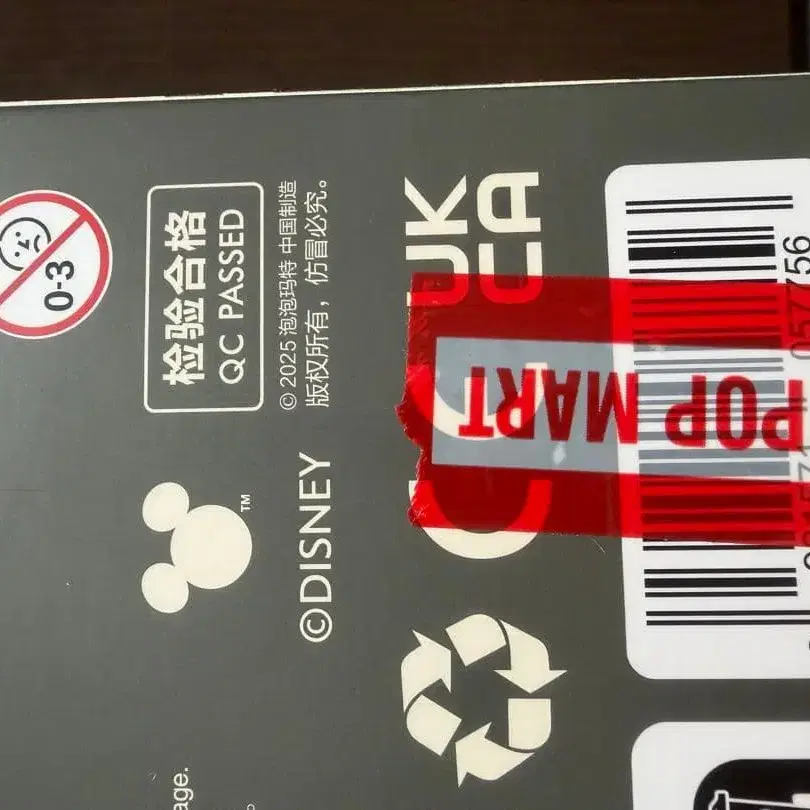 0-3
检验合格
QC PASSED
© 2025 泡泡玛特 中国制造
版权所有，仿冒必究。
TM
©DISNEY
UK
CA
POP MART
age.